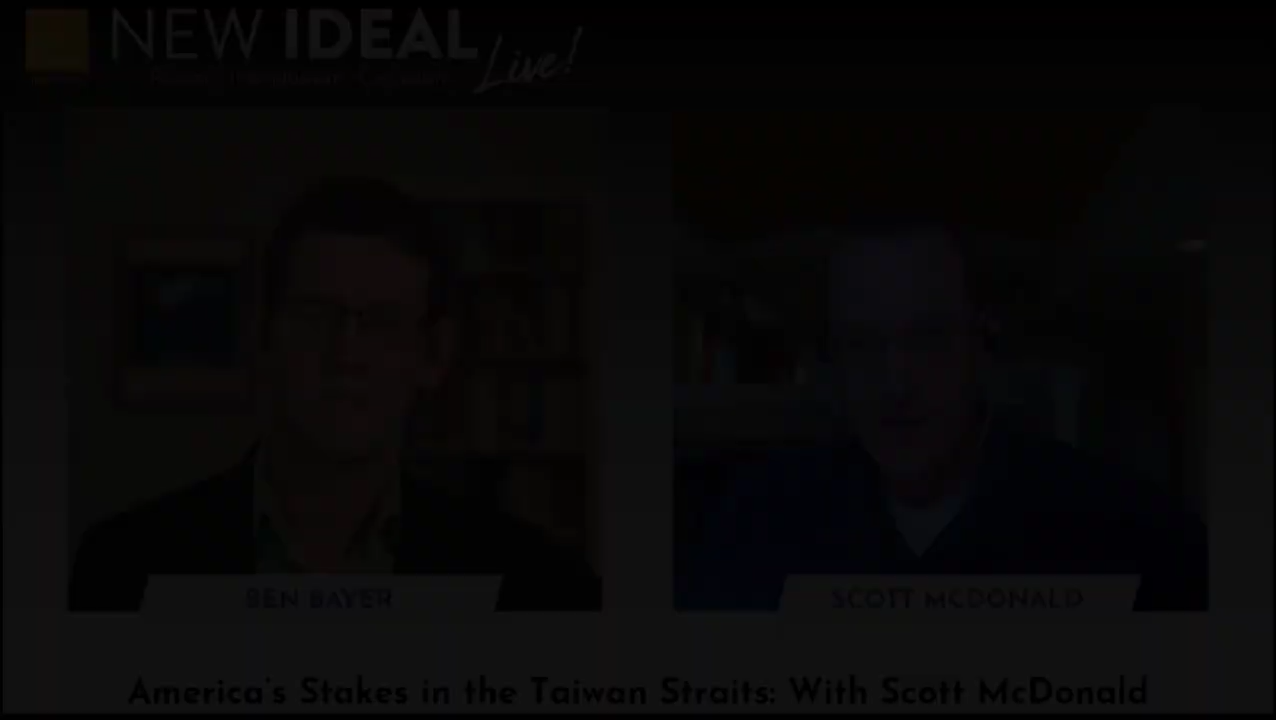 NEW IDEAL
Live!
BEN BAYER
SCOTT MCDONALD
America's Stakes in the Taiwan Straits: With Scott McDonald